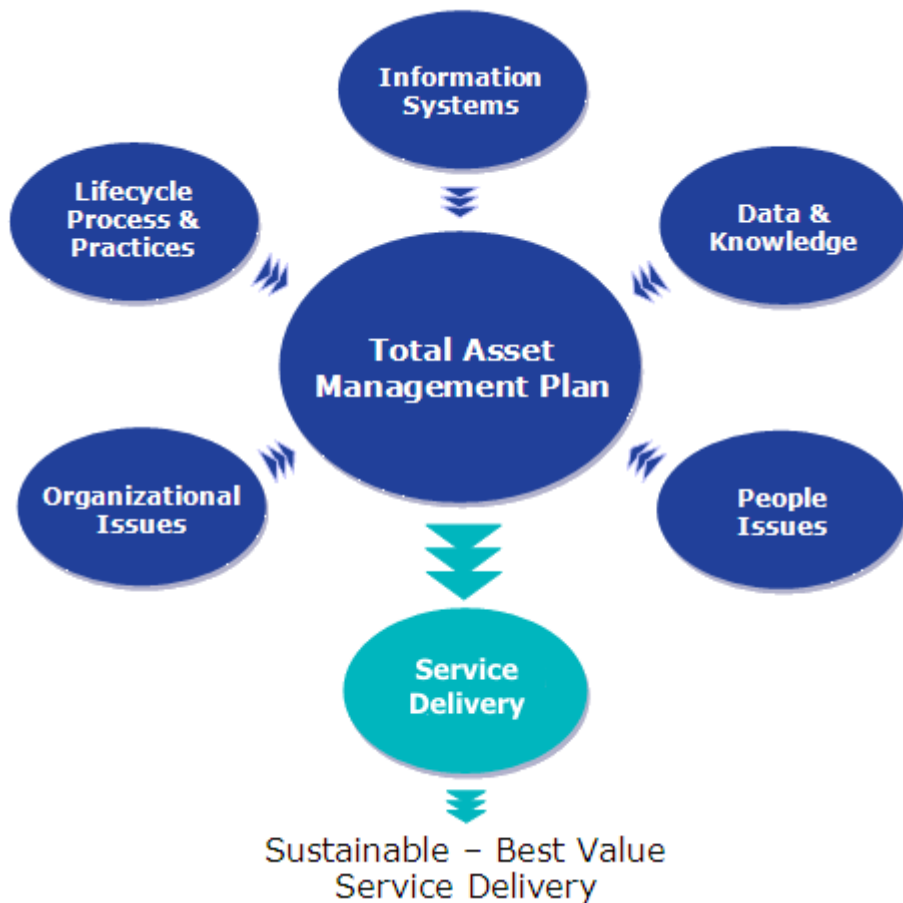 Information
Systems
Lifecycle
Process &
Practices
Data &
Knowledge
Total Asset
Management Plan
Organizational
Issues
People
Issues
Service
Delivery
Sustainable – Best Value
Service Delivery